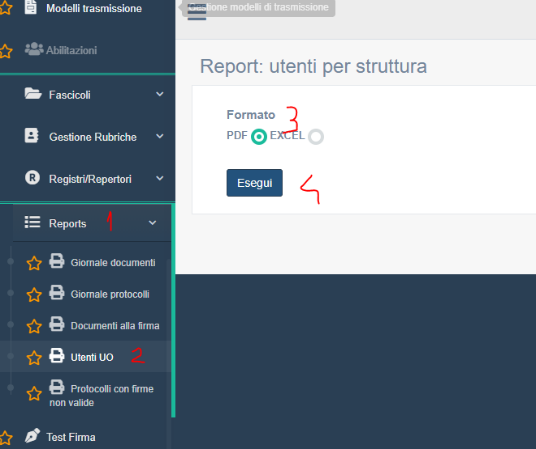 Modelli trasmissione
Gestione modelli di trasmissione
Abilitazioni
Fascicoli
Gestione Rubriche
R Registri/Repertori
Reports 1
Giornale documenti
Giornale protocolli
Documenti alla firma
Utenti UO 2
Protocolli con firme
non valide
Test Firma
Report: utenti per struttura
Formato 3
PDF EXCEL
Esegui 4